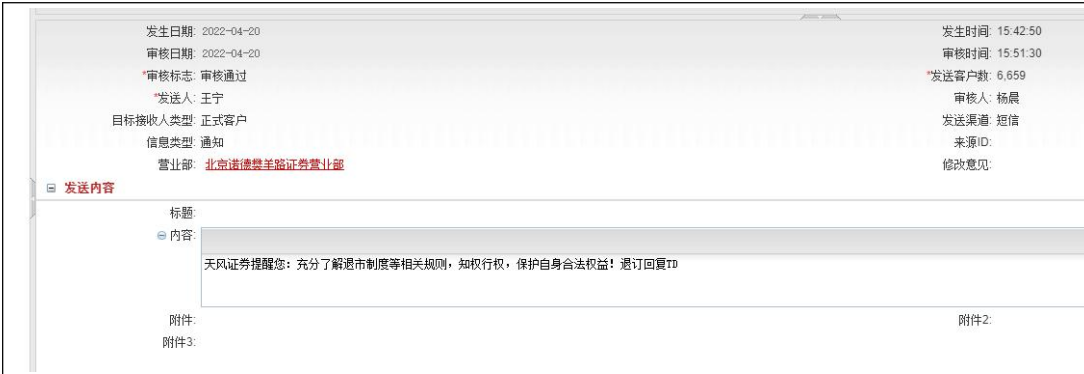 发生日期: 2022-04-20 发生时间: 15:42:50
审核日期: 2022-04-20 审核时间: 15:51:30
*审核标志: 审核通过 *发送客户数: 6,659
*发送人: 王宁 审核人: 杨晨
目标接收人类型: 正式客户 发送渠道: 短信
信息类型: 通知 来源ID:
营业部: 北京诺德樊羊路证券营业部 修改意见:
发送内容
标题:
内容:
天风证券提醒您：充分了解退市制度等相关规则，知权行权，保护自身合法权益！退订回复TD
附件: 附件2:
附件3: